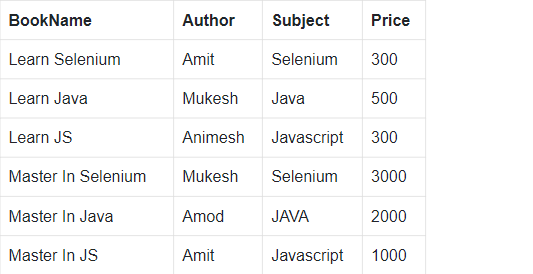 BookName Author Subject Price
Learn Selenium Amit Selenium 300
Learn Java Mukesh Java 500
Learn JS Animesh Javascript 300
Master In Selenium Mukesh Selenium 3000
Master In Java Amod JAVA 2000
Master In JS Amit Javascript 1000